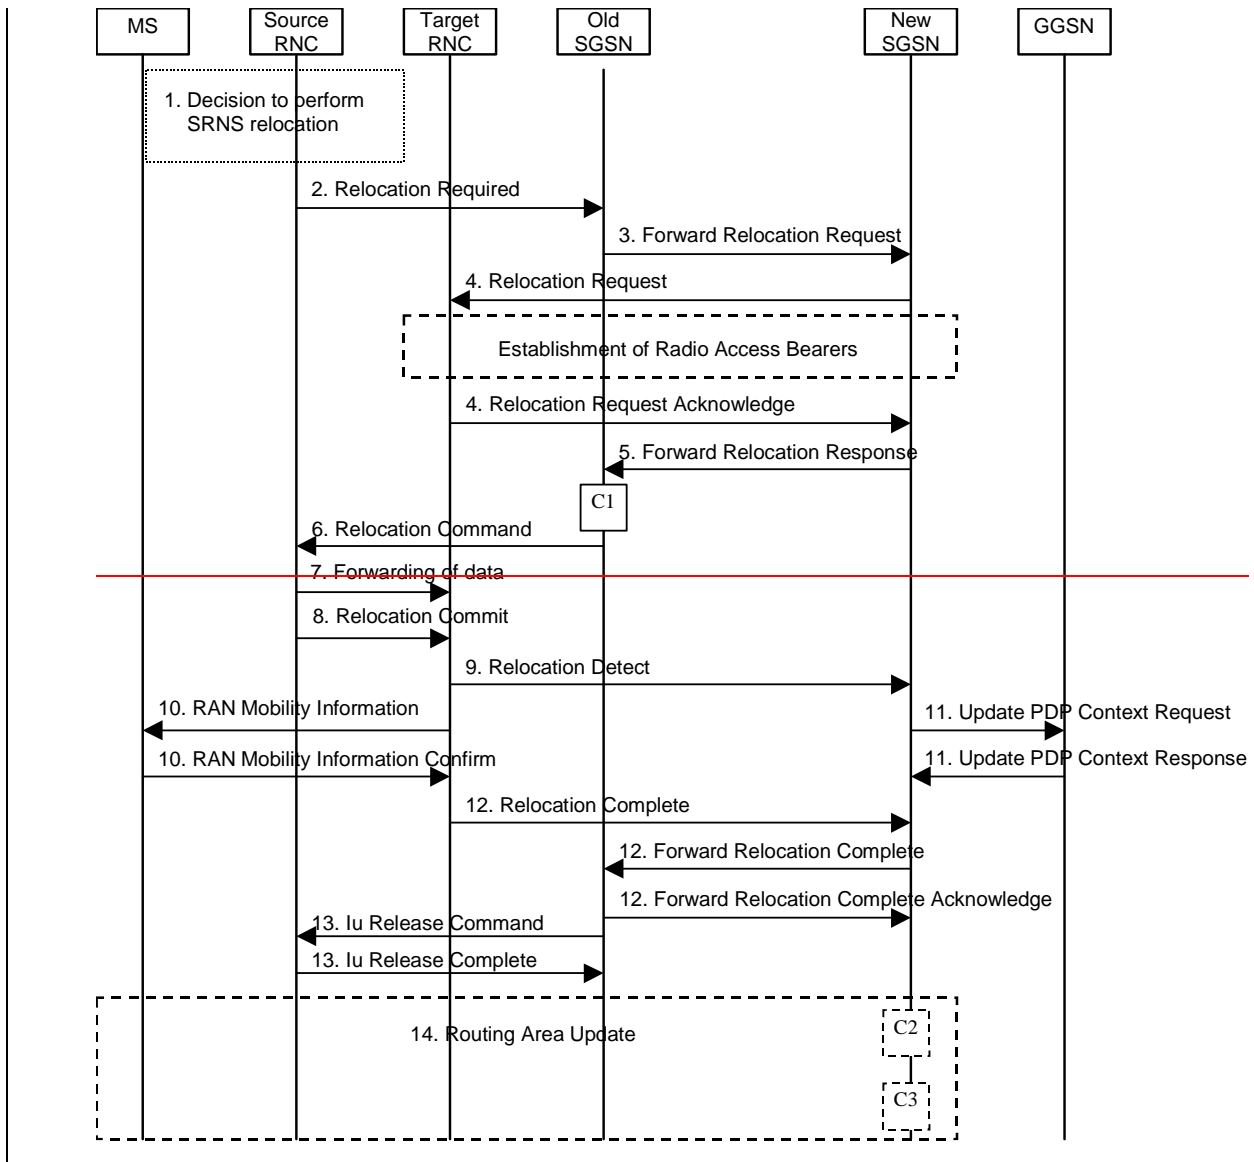 MS
Source
RNC
Target
RNC
Old
SGSN
New
SGSN
GGSN
1. Decision to perform
SRNS relocation
2. Relocation Required
3. Forward Relocation Request
4. Relocation Request
Establishment of Radio Access Bearers
4. Relocation Request Acknowledge
5. Forward Relocation Response
C1
6. Relocation Command
7. Forwarding of data
8. Relocation Commit
9. Relocation Detect
10. RAN Mobility Information
11. Update PDP Context Request
10. RAN Mobility Information Confirm
11. Update PDP Context Response
12. Relocation Complete
12. Forward Relocation Complete
12. Forward Relocation Complete Acknowledge
13. Iu Release Command
13. Iu Release Complete
14. Routing Area Update
C2
C3